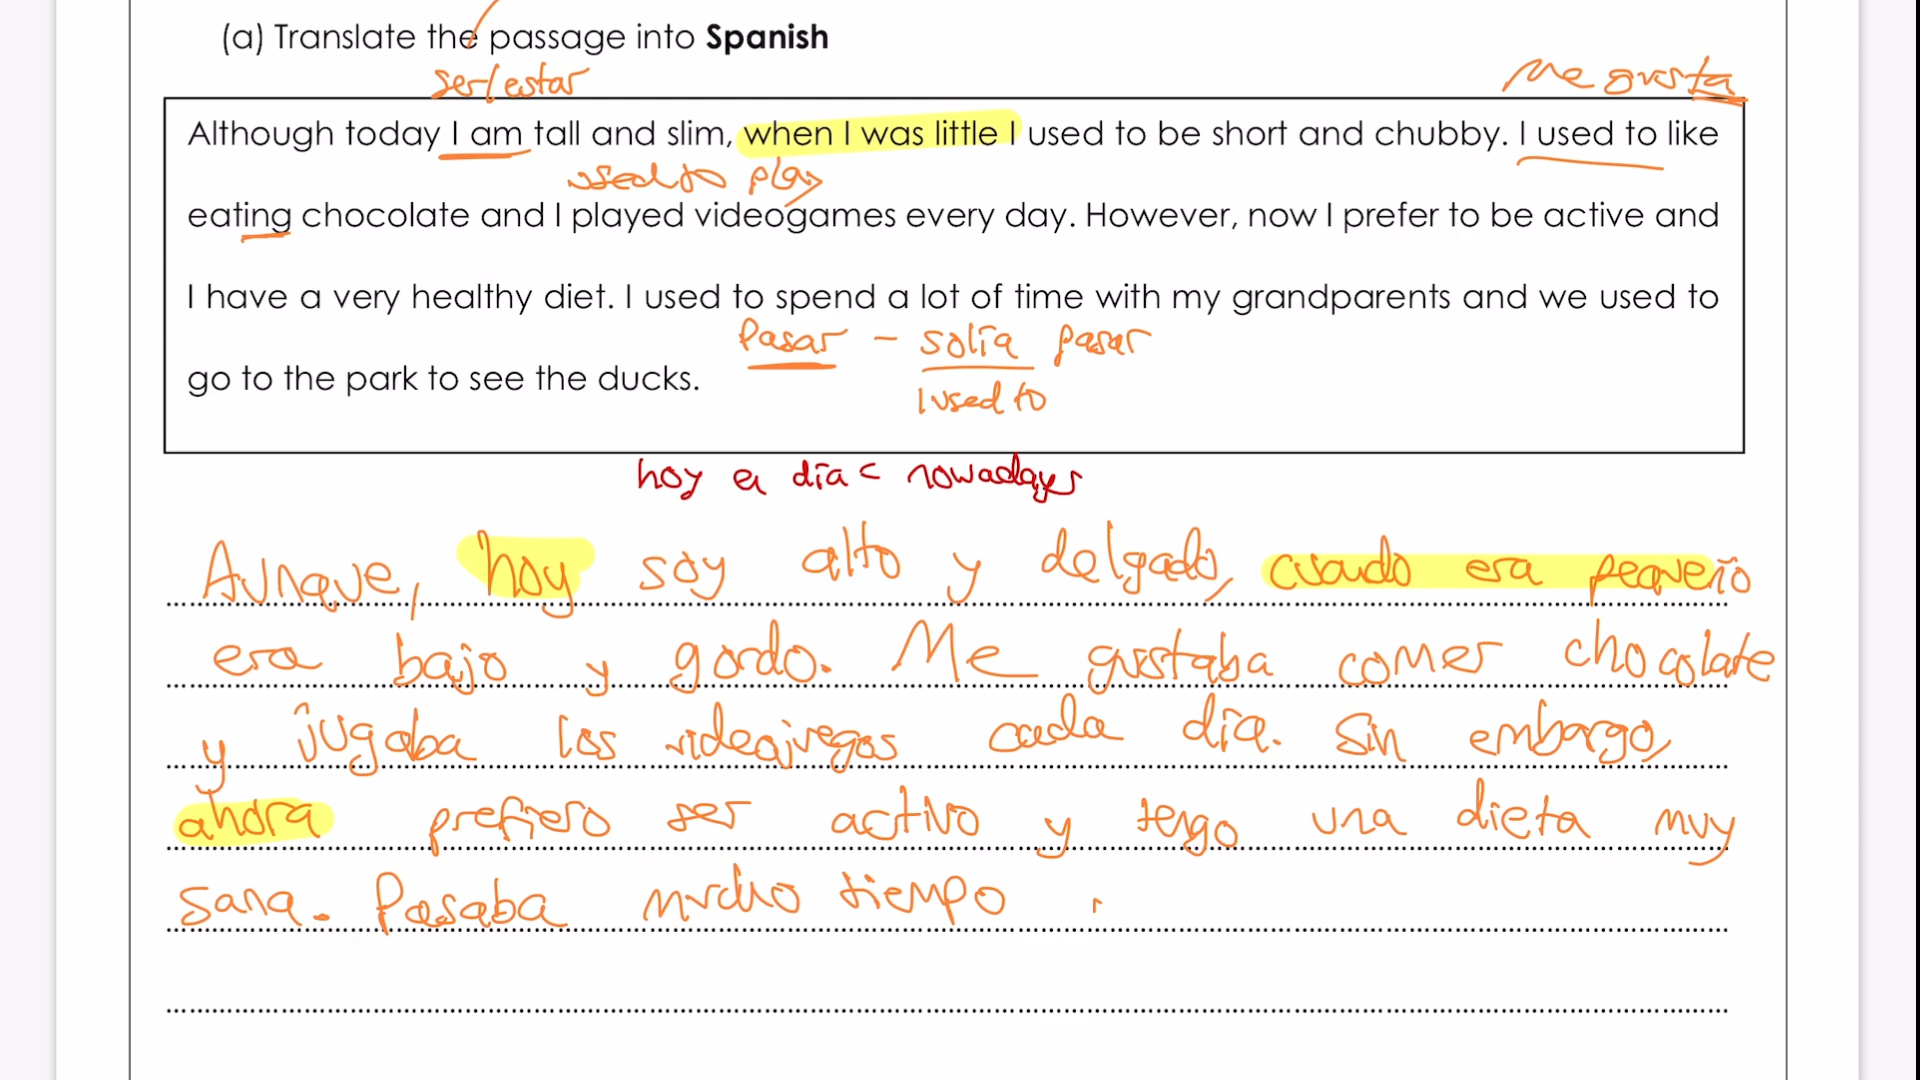 (a) Translate the passage into Spanish
ser/estar
Me gusta
Although today I am tall and slim, when I was little I used to be short and chubby. I used to like
used to play
eating chocolate and I played videogames every day. However, now I prefer to be active and
I have a very healthy diet. I used to spend a lot of time with my grandparents and we used to
Pasar – solía pasar
go to the park to see the ducks.
I used to
hoy en día = nowadays
Aunque, hoy soy alto y delgado, cuando era pequeño
era bajo y gordo. Me gustaba comer chocolate
y jugaba los videojuegos cada día. Sin embargo,
ahora prefiero ser activo y tengo una dieta muy
sana. Pasaba mucho tiempo